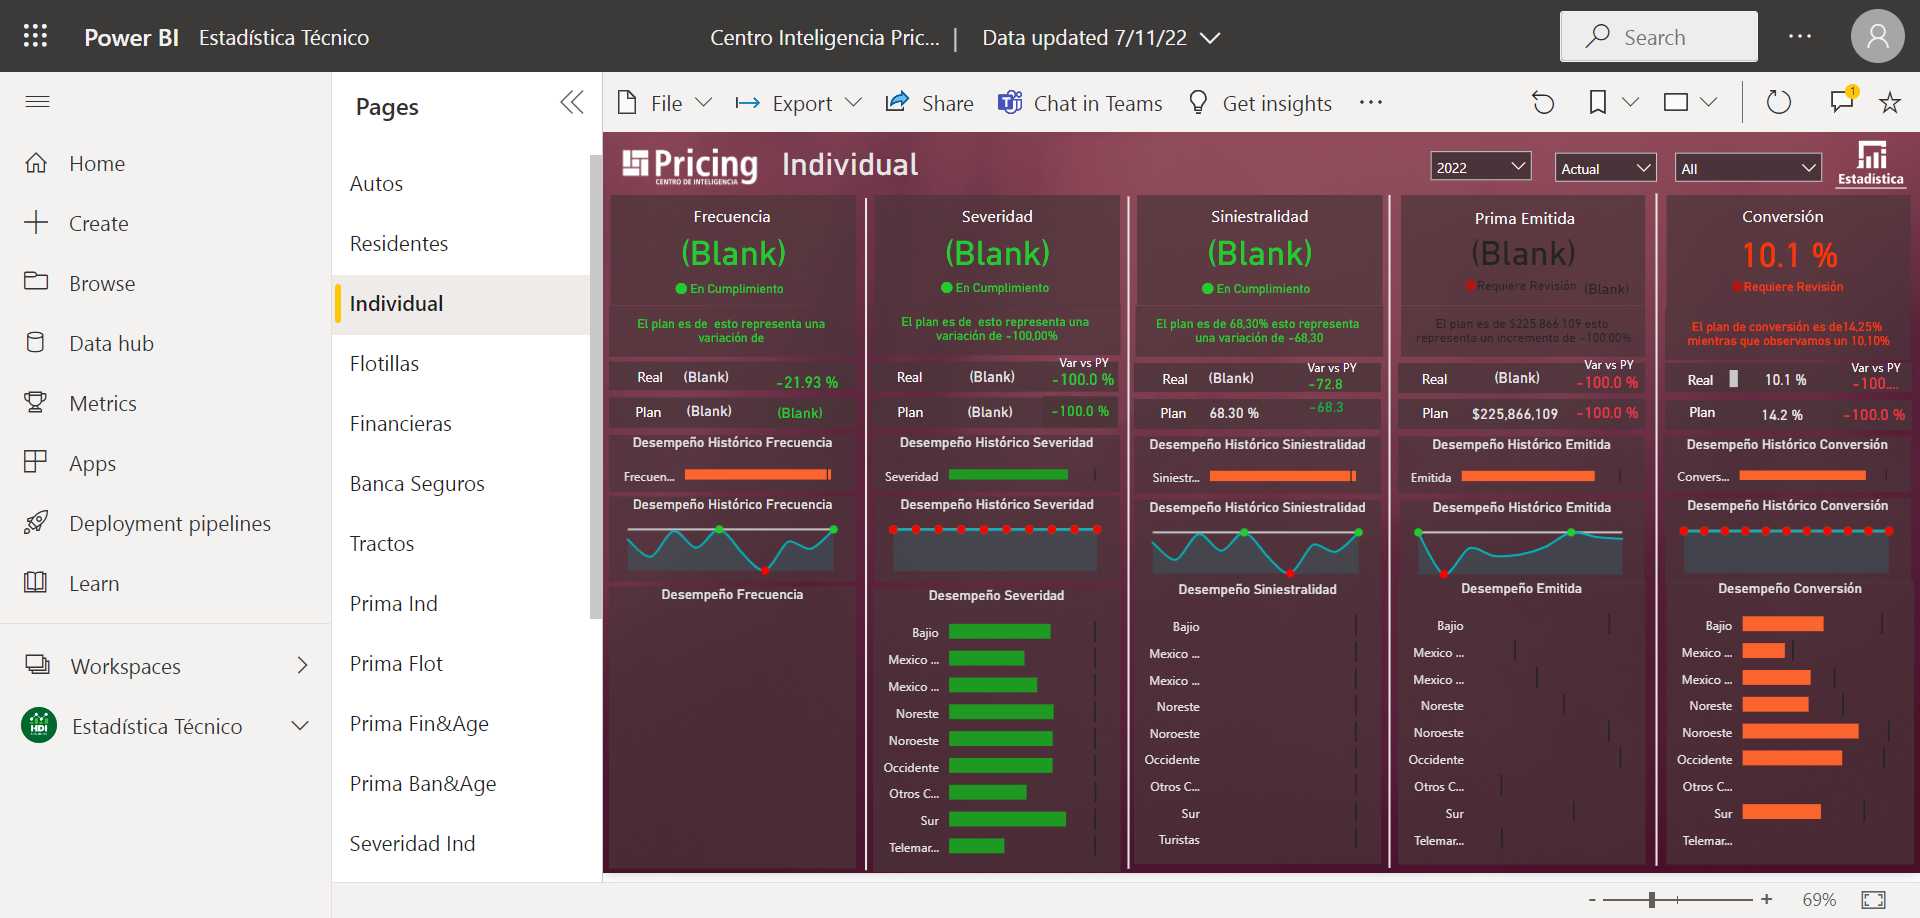 Power BI Estadística Técnico
Centro Inteligencia Pric... | Data updated 7/11/22
Search
Home
Create
Browse
Data hub
Metrics
Apps
Deployment pipelines
Learn
Workspaces
HDI
Estadística Técnico
Pages
Autos
Residentes
Individual
Flotillas
Financieras
Banca Seguros
Tractos
Prima Ind
Prima Flot
Prima Fin&Age
Prima Ban&Age
Severidad Ind
File Export Share Chat in Teams Get insights
1
Pricing
CENTRO DE INTELIGENCIA
Individual
2022
Actual
All
Estadística
Frecuencia
(Blank)
En Cumplimiento
El plan es de esto representa una
variación de
Real (Blank) -21.93 %
Plan (Blank) (Blank)
Desempeño Histórico Frecuencia
Frecuen...
Desempeño Histórico Frecuencia
Desempeño Frecuencia
Severidad
(Blank)
En Cumplimiento
El plan es de esto representa una
variación de -100,00%
Var vs PY
Real (Blank) -100.0 %
Plan (Blank) -100.0 %
Desempeño Histórico Severidad
Severidad
Desempeño Histórico Severidad
Desempeño Severidad
Bajio
Mexico ...
Mexico ...
Noreste
Noroeste
Occidente
Otros C...
Sur
Telemar...
Siniestralidad
(Blank)
En Cumplimiento
El plan es de 68,30% esto representa
una variación de -68,30
Var vs PY
Real (Blank) -72.8
Plan 68.30 % -68.3
Desempeño Histórico Siniestralidad
Siniestr...
Desempeño Histórico Siniestralidad
Desempeño Siniestralidad
Bajio
Mexico ...
Mexico ...
Noreste
Noroeste
Occidente
Otros C...
Sur
Turistas
Prima Emitida
(Blank)
Requiere Revisión (Blank)
El plan es de $225.866.109 esto
representa un incremento de -100,00%
Var vs PY
Real (Blank) -100.0 %
Plan $225,866,109 -100.0 %
Desempeño Histórico Emitida
Emitida
Desempeño Histórico Emitida
Desempeño Emitida
Bajio
Mexico ...
Mexico ...
Noreste
Noroeste
Occidente
Otros C...
Sur
Telemar...
Conversión
10.1 %
Requiere Revisión
El plan de conversión es de14,25%
mientras que observamos un 10,10%
Var vs PY
Real 10.1 % -100....
Plan 14.2 % -100.0 %
Desempeño Histórico Conversión
Convers...
Desempeño Histórico Conversión
Desempeño Conversión
Bajio
Mexico ...
Mexico ...
Noreste
Noroeste
Occidente
Otros C...
Sur
Telemar...
- + 69%